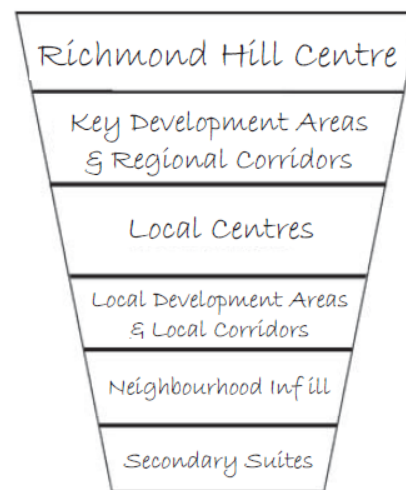 Richmond Hill Centre
Key Development Areas
& Regional Corridors
Local Centres
Local Development Areas
& Local Corridors
Neighbourhood Infill
Secondary Suites